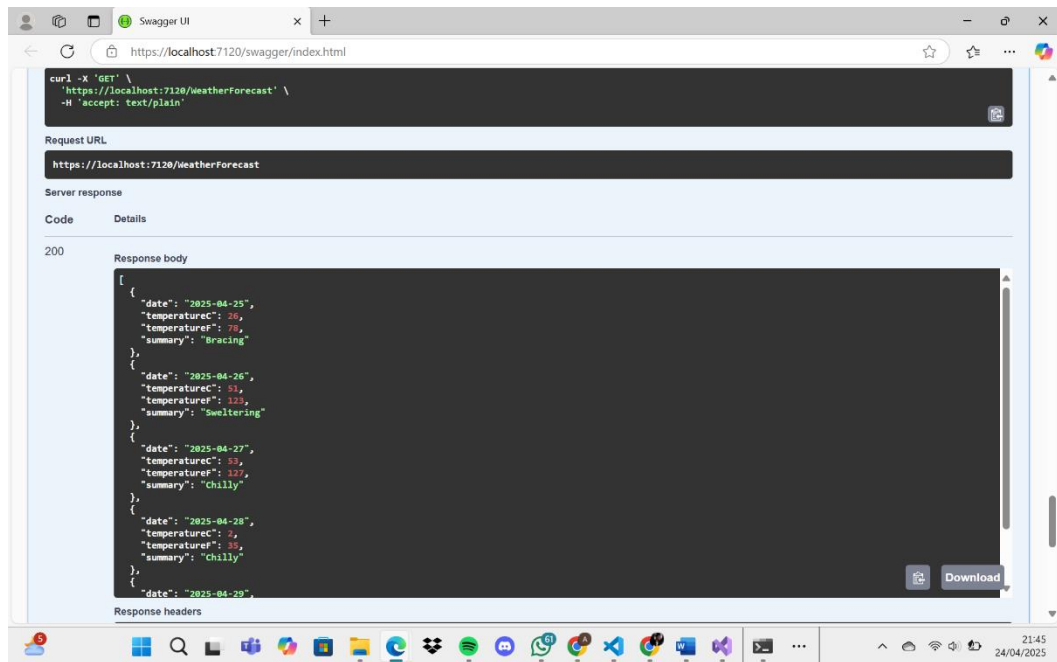 Swagger UI
https://localhost:7120/swagger/index.html
curl -X 'GET' \
'https://localhost:7120/WeatherForecast' \
-H 'accept: text/plain'
Request URL
https://localhost:7120/WeatherForecast
Server response
Code Details
200
Response body
[
{
"date": "2025-04-25",
"temperatureC": 26,
"temperatureF": 78,
"summary": "Bracing"
},
{
"date": "2025-04-26",
"temperatureC": 51,
"temperatureF": 123,
"summary": "Sweltering"
},
{
"date": "2025-04-27",
"temperatureC": 53,
"temperatureF": 127,
"summary": "Chilly"
},
{
"date": "2025-04-28",
"temperatureC": 2,
"temperatureF": 35,
"summary": "Chilly"
},
{
"date": "2025-04-29",
Download
Response headers
5
61
21:45
24/04/2025